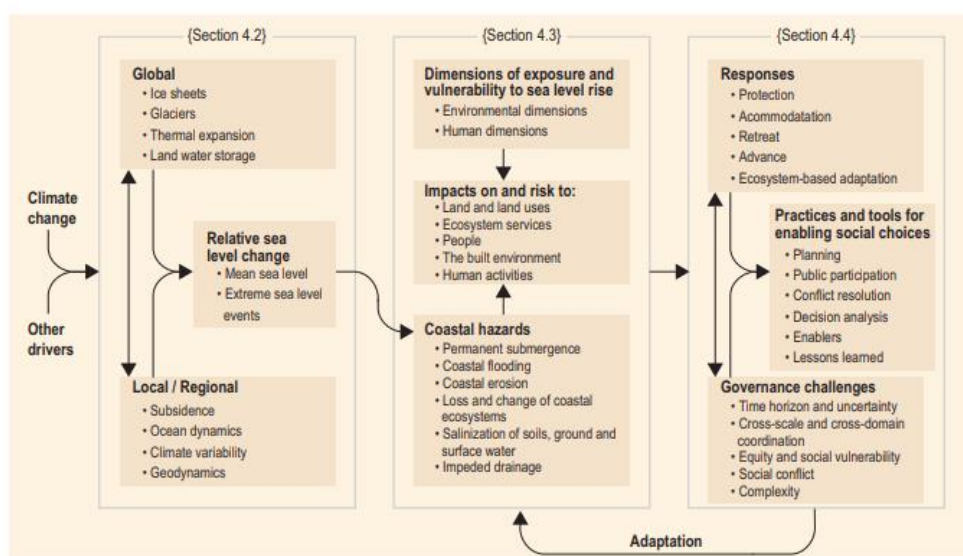 {Section 4.2}
Global
• Ice sheets
• Glaciers
• Thermal expansion
• Land water storage
Climate
change
Other
drivers
Relative sea
level change
• Mean sea level
• Extreme sea level
events
Local / Regional
• Subsidence
• Ocean dynamics
• Climate variability
• Geodynamics
{Section 4.3}
Dimensions of exposure and
vulnerability to sea level rise
• Environmental dimensions
• Human dimensions
Impacts on and risk to:
• Land and land uses
• Ecosystem services
• People
• The built environment
• Human activities
Coastal hazards
• Permanent submergence
• Coastal flooding
• Coastal erosion
• Loss and change of coastal
ecosystems
• Salinization of soils, ground and
surface water
• Impeded drainage
{Section 4.4}
Responses
• Protection
• Acommodatation
• Retreat
• Advance
• Ecosystem-based adaptation
Practices and tools for
enabling social choices
• Planning
• Public participation
• Conflict resolution
• Decision analysis
• Enablers
• Lessons learned
Governance challenges
• Time horizon and uncertainty
• Cross-scale and cross-domain
coordination
• Equity and social vulnerability
• Social conflict
• Complexity
Adaptation